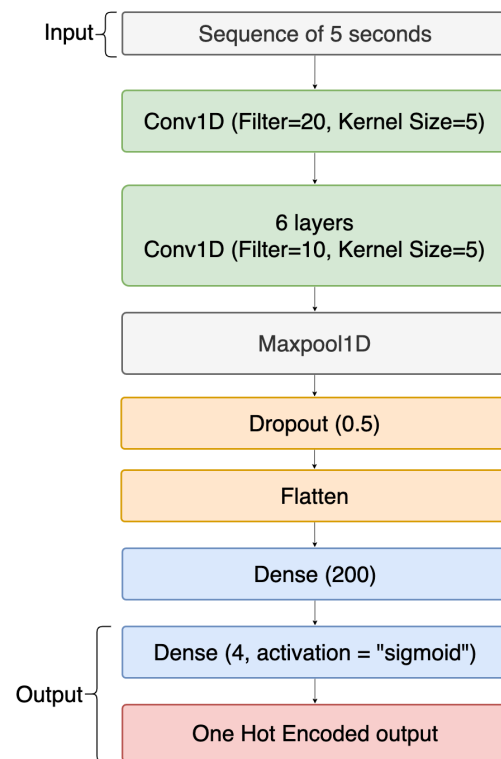 Input
Sequence of 5 seconds
Conv1D (Filter=20, Kernel Size=5)
6 layers
Conv1D (Filter=10, Kernel Size=5)
Maxpool1D
Dropout (0.5)
Flatten
Dense (200)
Dense (4, activation = "sigmoid")
Output
One Hot Encoded output